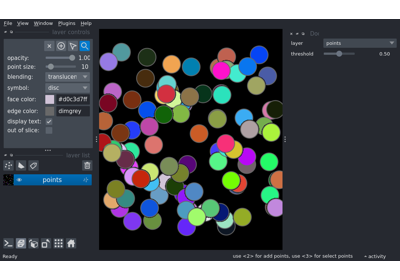 File View Window Plugins Help
layer controls
opacity: 1.00
point size: 10
blending: translucen
symbol: disc
face color: #d0c3d7ff
edge color: dimgrey
display text:
out of slice:
layer list
points
layer points
threshold 0.50
Ready
use <2> for add points, use <3> for select points
activity